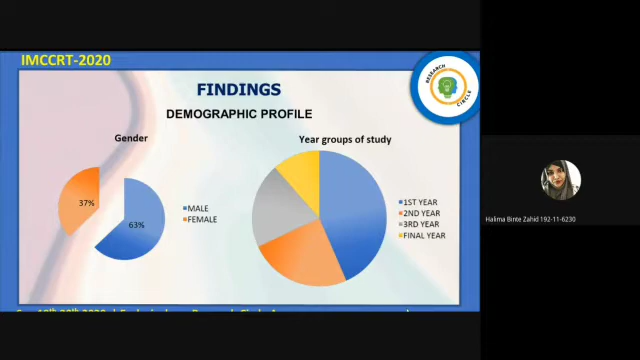 IMCCRT-2020
RESEARCH
CIRCLE
FINDINGS
DEMOGRAPHIC PROFILE
Gender
37%
63%
MALE
FEMALE
Year groups of study
1ST YEAR
2ND YEAR
3RD YEAR
FINAL YEAR
Halima Binte Zahid 192-11-6230